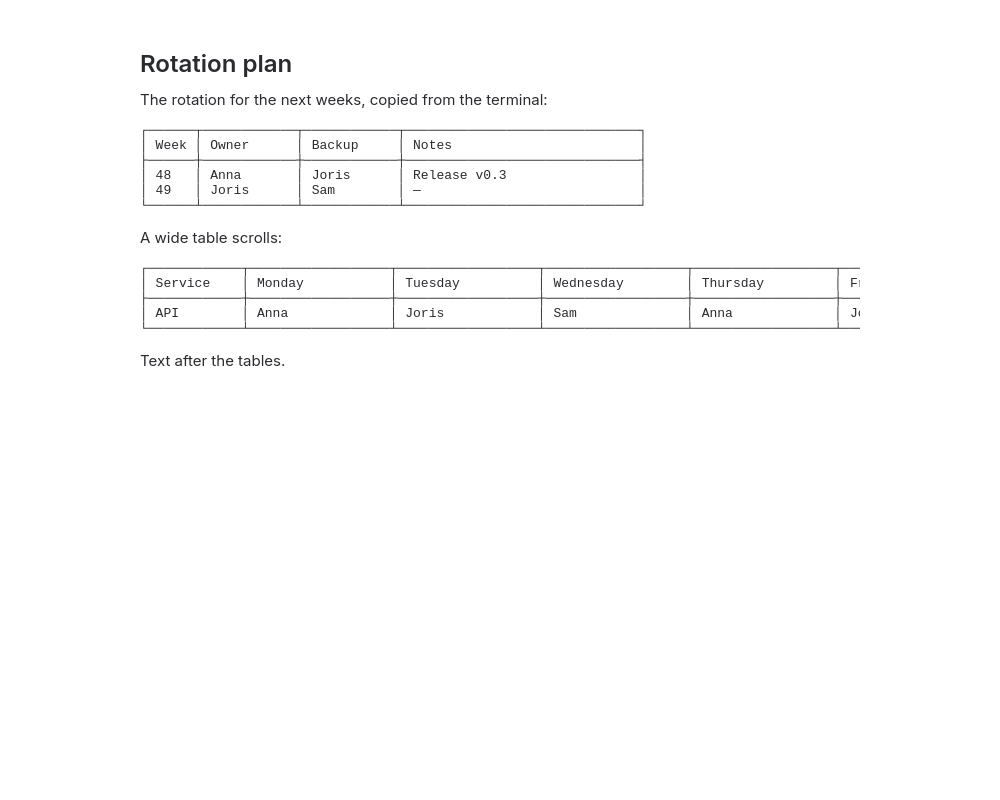 Rotation plan
The rotation for the next weeks, copied from the terminal:
Week Owner Backup Notes
48 Anna Joris Release v0.3
49 Joris Sam —
A wide table scrolls:
Service Monday Tuesday Wednesday Thursday
API Anna Joris Sam Anna
Text after the tables.